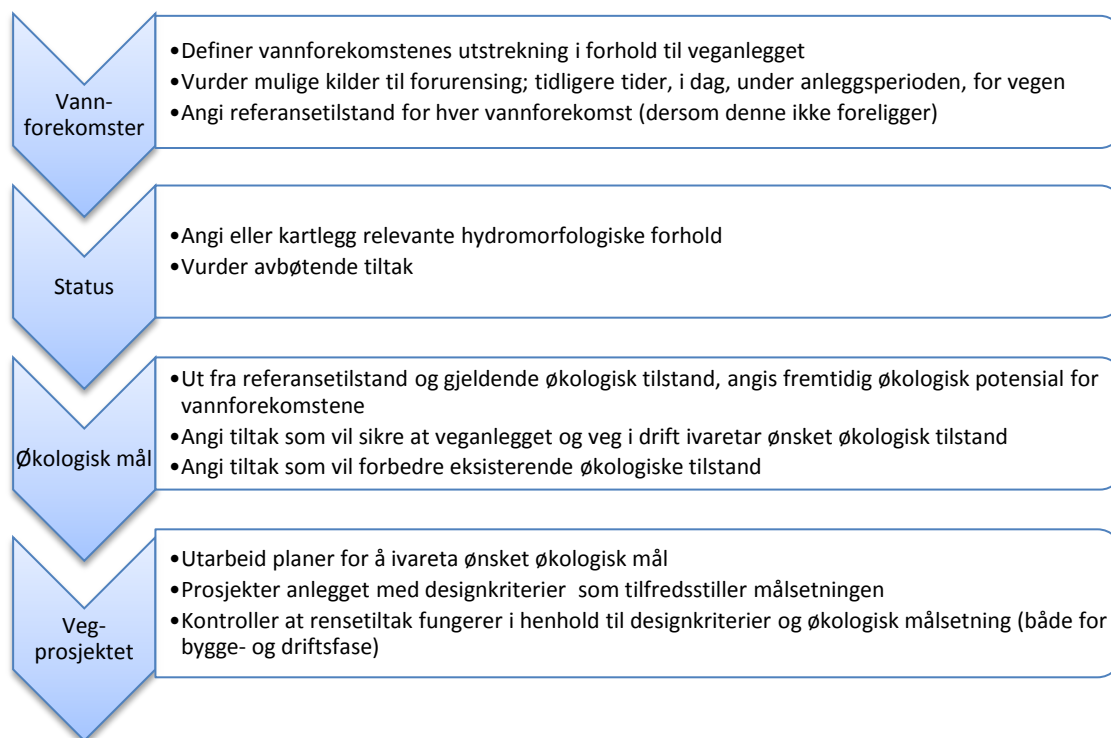 Vann-
forekomster
•Definer vannforekomstenes utstrekning i forhold til veganlegget
•Vurder mulige kilder til forurensing; tidligere tider, i dag, under anleggsperioden, for vegen
•Angi referansetilstand for hver vannforekomst (dersom denne ikke foreligger)
Status
•Angi eller kartlegg relevante hydromorfologiske forhold
•Vurder avbøtende tiltak
Økologisk mål
•Ut fra referansetilstand og gjeldende økologisk tilstand, angis fremtidig økologisk potensial for
vannforekomstene
•Angi tiltak som vil sikre at veganlegget og veg i drift ivaretar ønsket økologisk tilstand
•Angi tiltak som vil forbedre eksisterende økologiske tilstand
Veg-
prosjektet
•Utarbeid planer for å ivareta ønsket økologisk mål
•Prosjekter anlegget med designkriterier som tilfredsstiller målsetningen
•Kontroller at rensetiltak fungerer i henhold til designkriterier og økologisk målsetning (både for
bygge- og driftsfase)